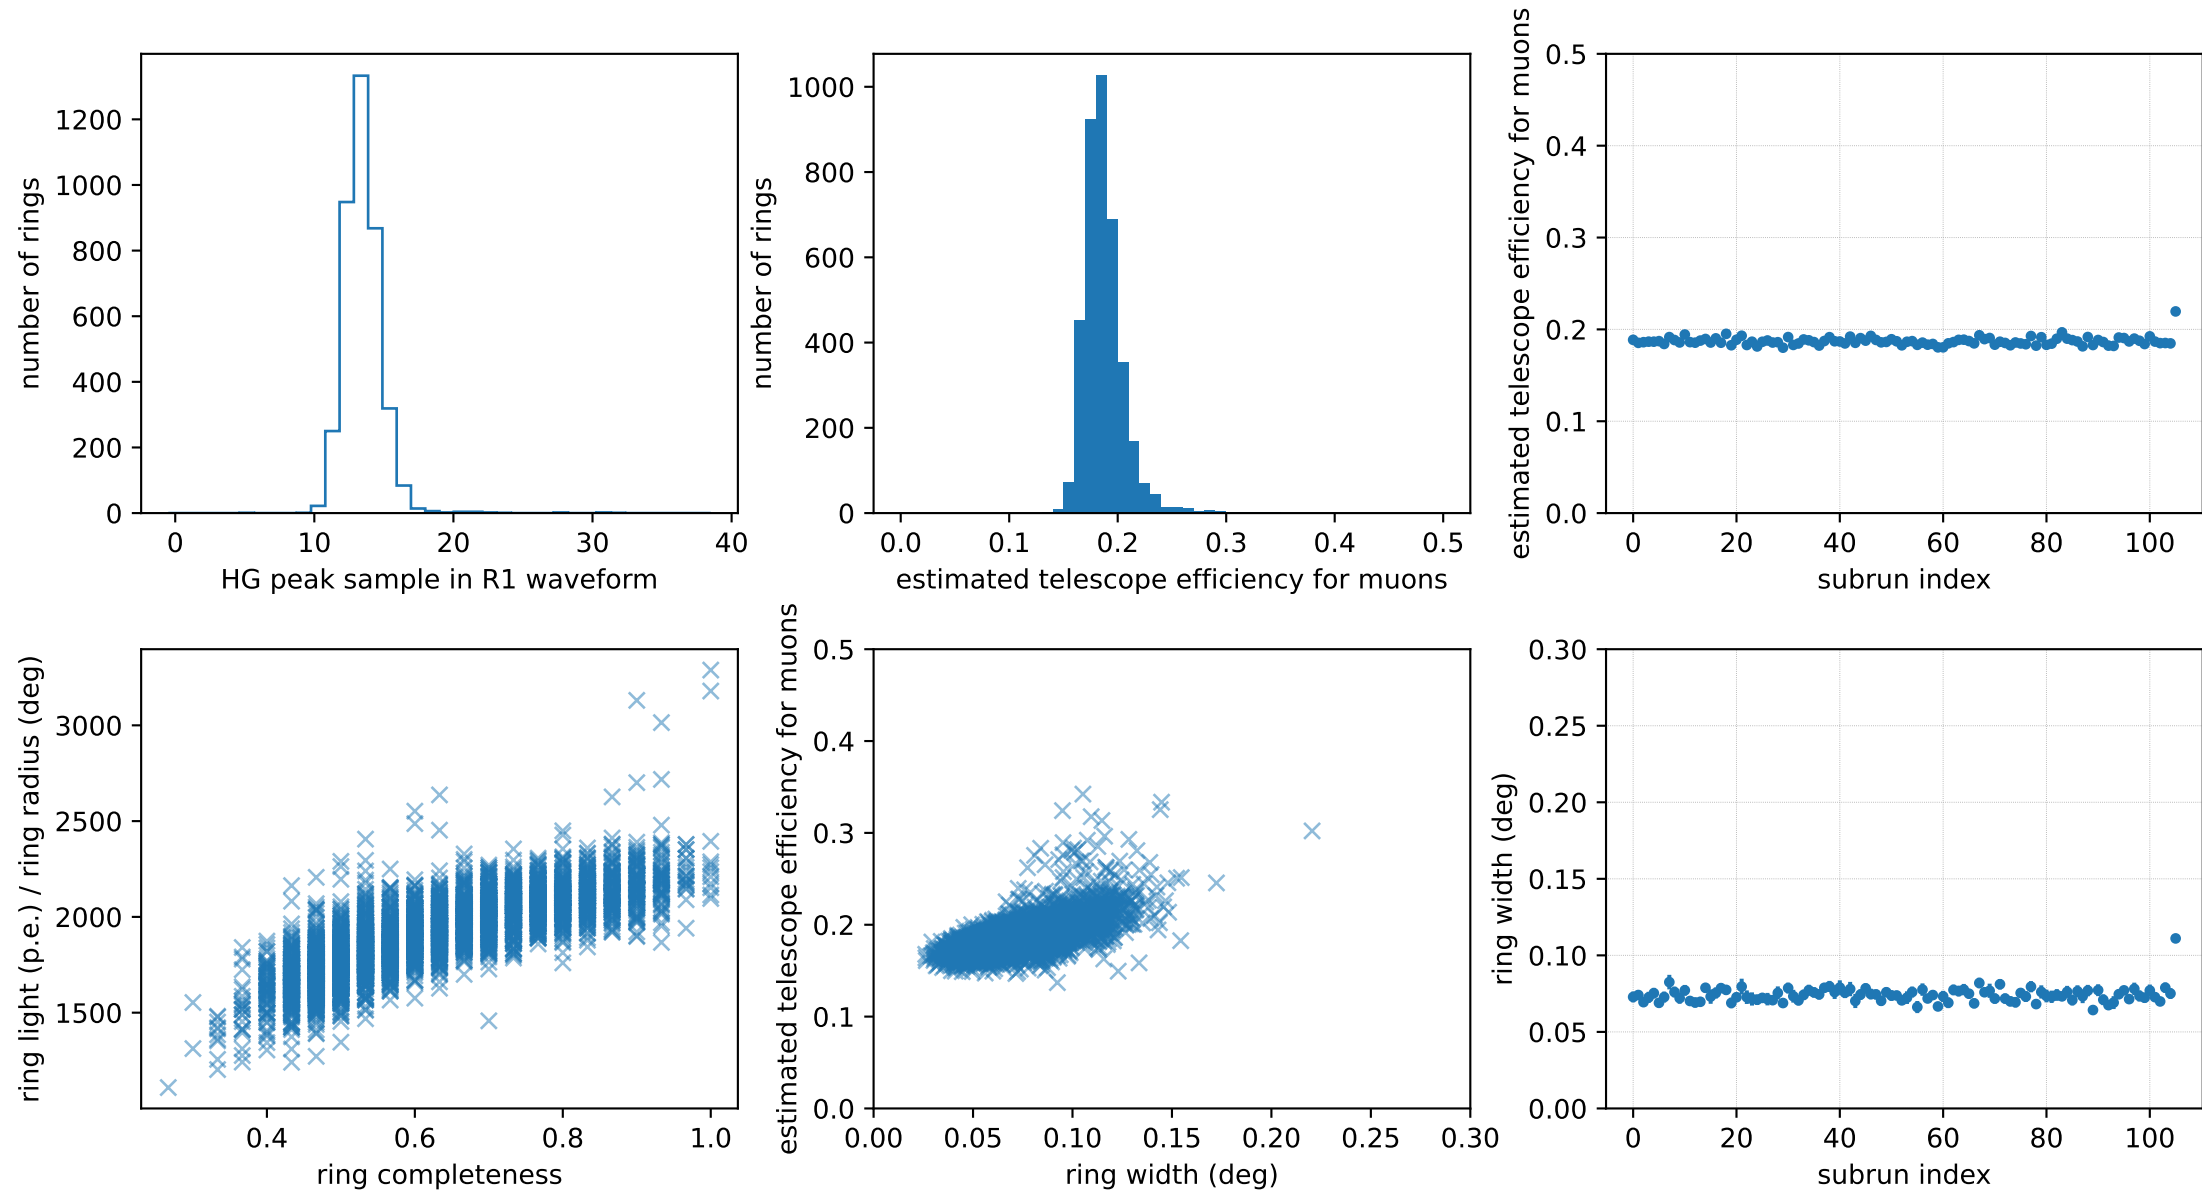 number of rings
1200
1000
800
600
400
200
0
0 10 20 30 40
HG peak sample in R1 waveform
number of rings
1000
800
600
400
200
0
0.0 0.1 0.2 0.3 0.4 0.5
estimated telescope efficiency for muons
estimated telescope efficiency for muons
0.5
0.4
0.3
0.2
0.1
0.0
0 20 40 60 80 100
subrun index
ring light (p.e.) / ring radius (deg)
3000
2500
2000
1500
0.4 0.6 0.8 1.0
ring completeness
estimated telescope efficiency for muons
0.5
0.4
0.3
0.2
0.1
0.0
0.00 0.05 0.10 0.15 0.20 0.25 0.30
ring width (deg)
ring width (deg)
0.30
0.25
0.20
0.15
0.10
0.05
0.00
0 20 40 60 80 100
subrun index